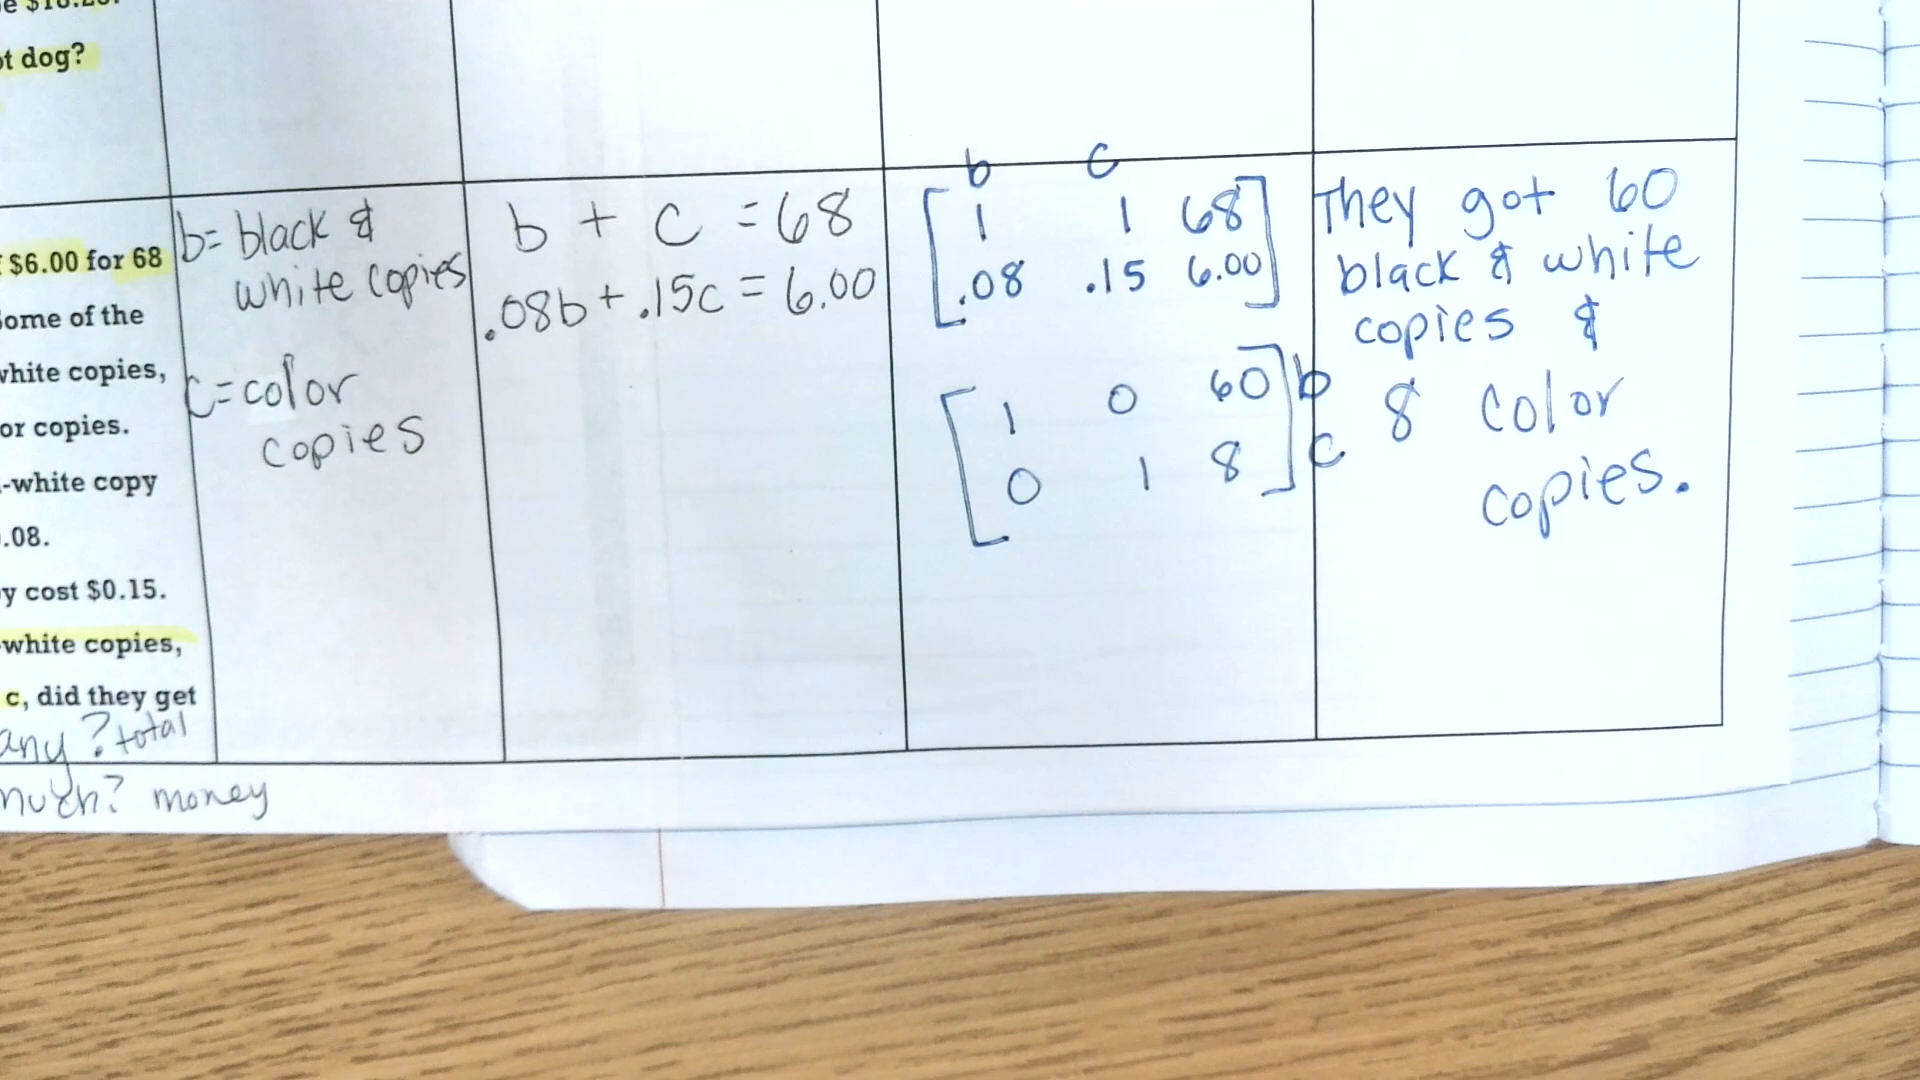 ot dog?
$6.00 for 68
ome of the
white copies,
or copies.
-white copy
.08.
y cost $0.15.
white copies,
c, did they get
any ? total
much? money
b= black &
white copies
c= color
copies
b + c = 68
.08b + .15c = 6.00
b c
1 1 68
.08 .15 6.00
1 0 60 b
0 1 8 c
They got 60
black & white
copies &
8 color
copies.